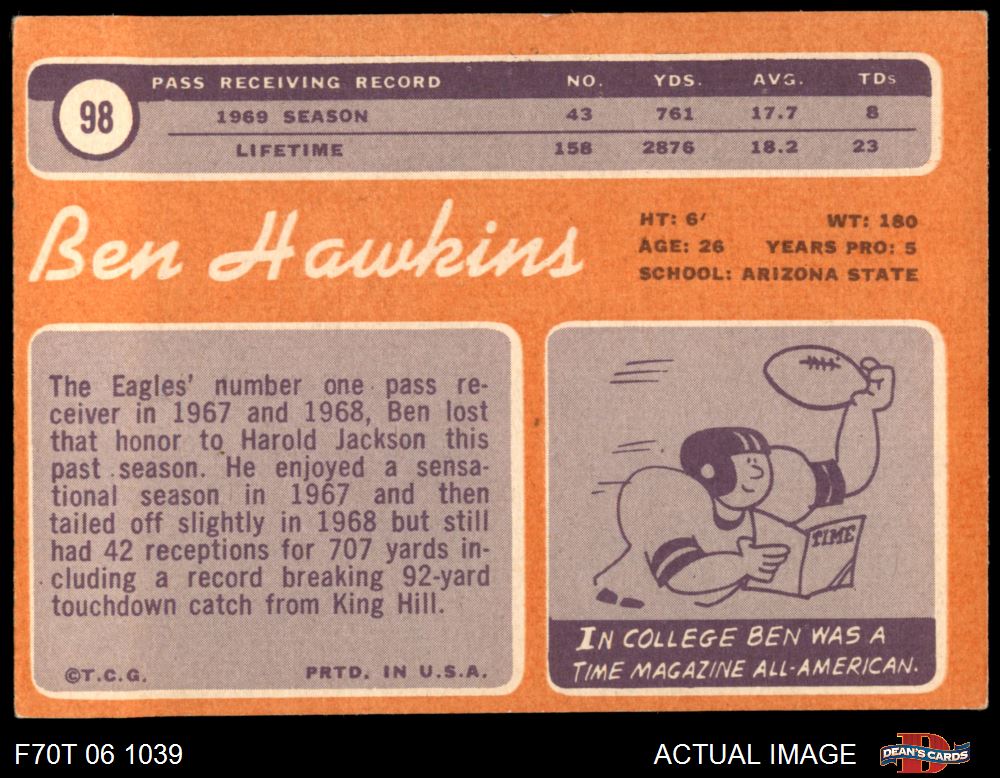 98
PASS RECEIVING RECORD NO. YDS. AVG. TDs
1969 SEASON 43 761 17.7 8
LIFETIME 158 2876 18.2 23
Ben Hawkins
HT: 6' WT: 180
AGE: 26 YEARS PRO: 5
SCHOOL: ARIZONA STATE
The Eagles' number one pass re-
ceiver in 1967 and 1968, Ben lost
that honor to Harold Jackson this
past season. He enjoyed a sensa-
tional season in 1967 and then
tailed off slightly in 1968 but still
had 42 receptions for 707 yards in-
cluding a record breaking 92-yard
touchdown catch from King Hill.
©T.C.G. PRTD. IN U.S.A.
TIME
IN COLLEGE BEN WAS A
TIME MAGAZINE ALL-AMERICAN.
F70T 06 1039 ACTUAL IMAGE DEAN'S CARDS